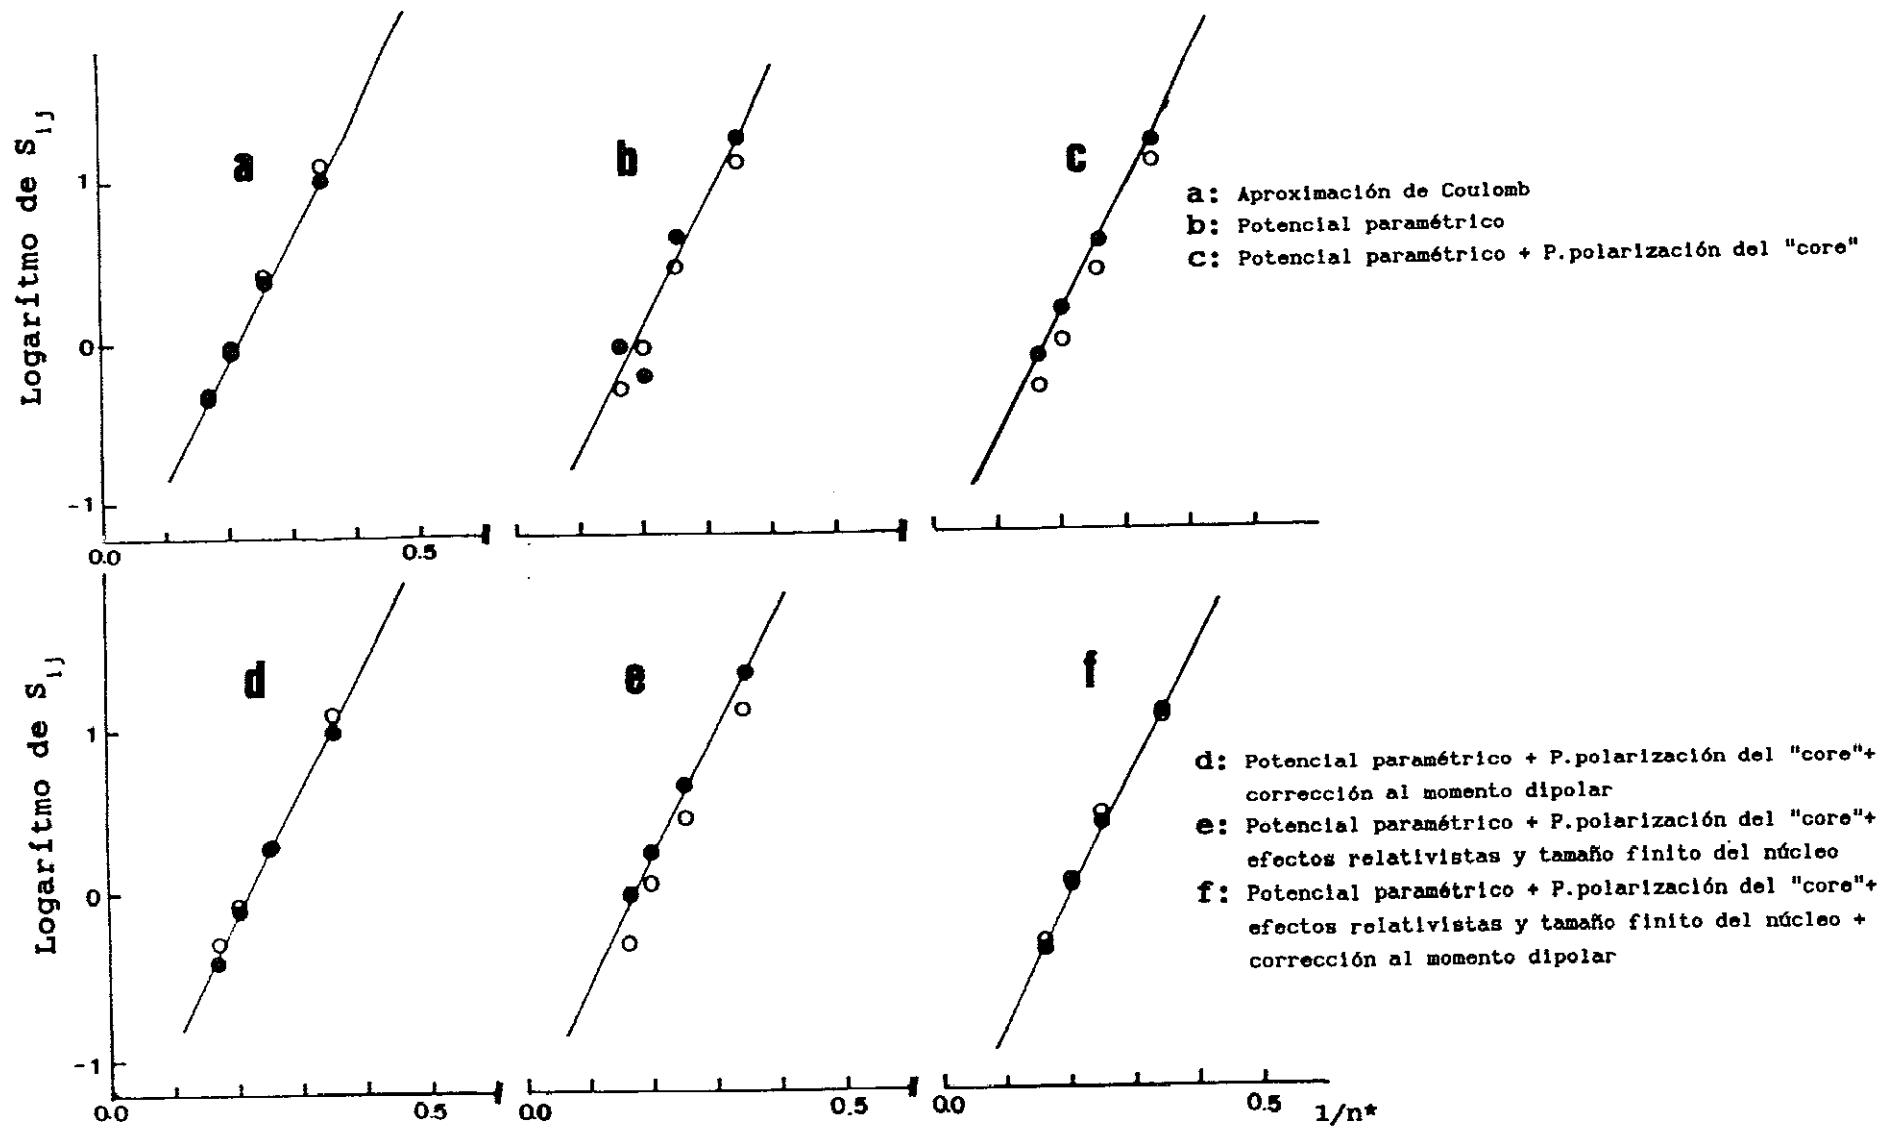 Logarítmo de S_ij
1
0
-1
0.0
0.5
a
b
c
a: Aproximación de Coulomb
b: Potencial paramétrico
c: Potencial paramétrico + P.polarización del "core"
Logarítmo de S_ij
1
0
-1
0.0
0.5
0.0
0.5
0.0
0.5
1/n*
d
e
f
d: Potencial paramétrico + P.polarización del "core"+
corrección al momento dipolar
e: Potencial paramétrico + P.polarización del "core"+
efectos relativistas y tamaño finito del núcleo
f: Potencial paramétrico + P.polarización del "core"+
efectos relativistas y tamaño finito del núcleo +
corrección al momento dipolar